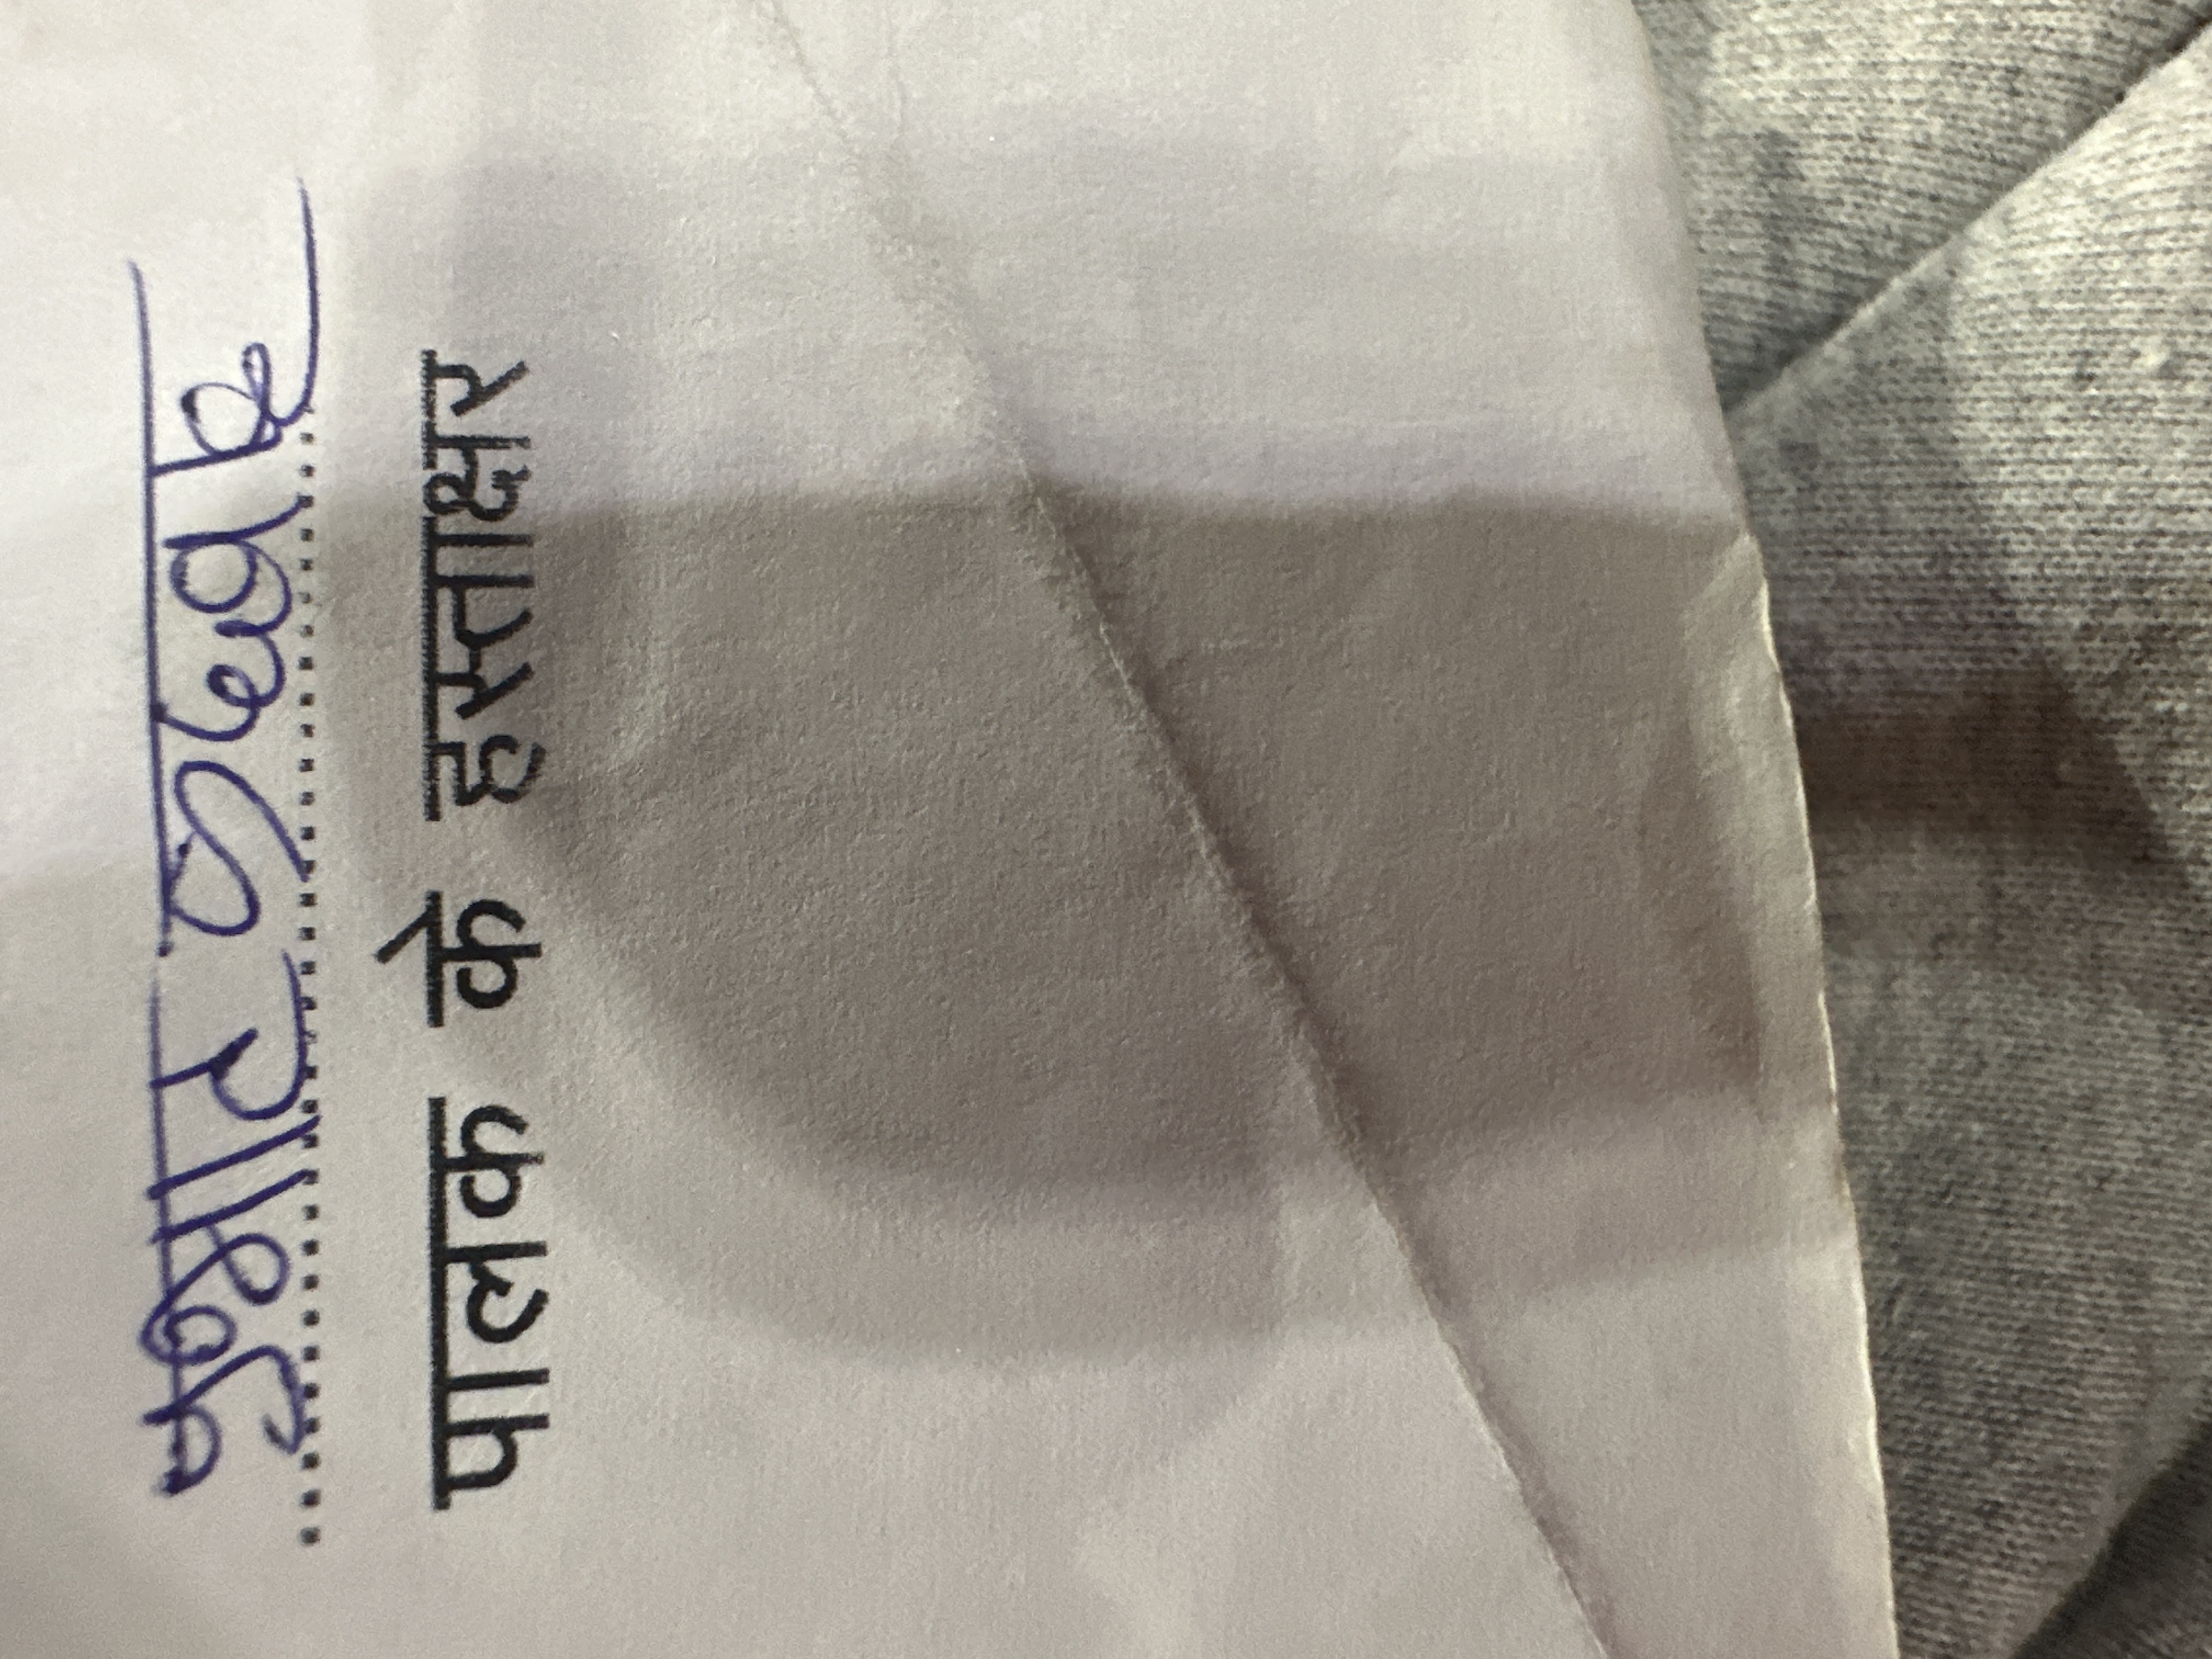 कुमार
पालक के हस्ताक्षर